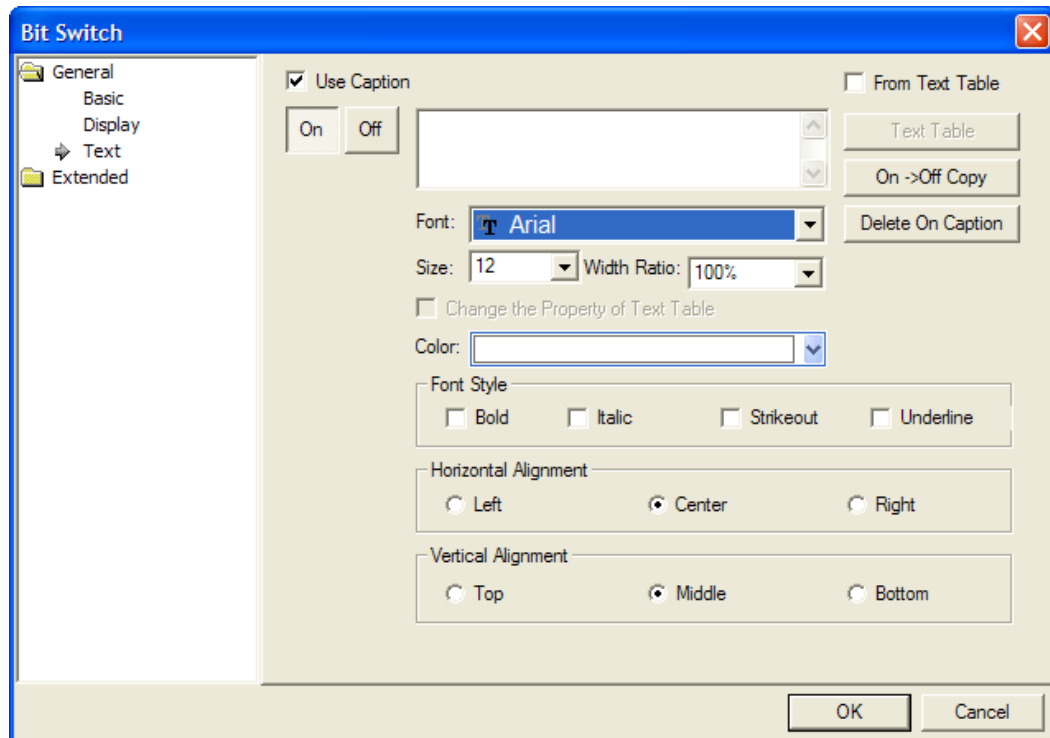 Bit Switch
General
Basic
Display
Text
Extended
Use Caption
From Text Table
On
Off
Text Table
On ->Off Copy
Delete On Caption
Font: Arial
Size: 12 Width Ratio: 100%
Change the Property of Text Table
Color:
Font Style
Bold Italic Strikeout Underline
Horizontal Alignment
Left Center Right
Vertical Alignment
Top Middle Bottom
OK Cancel